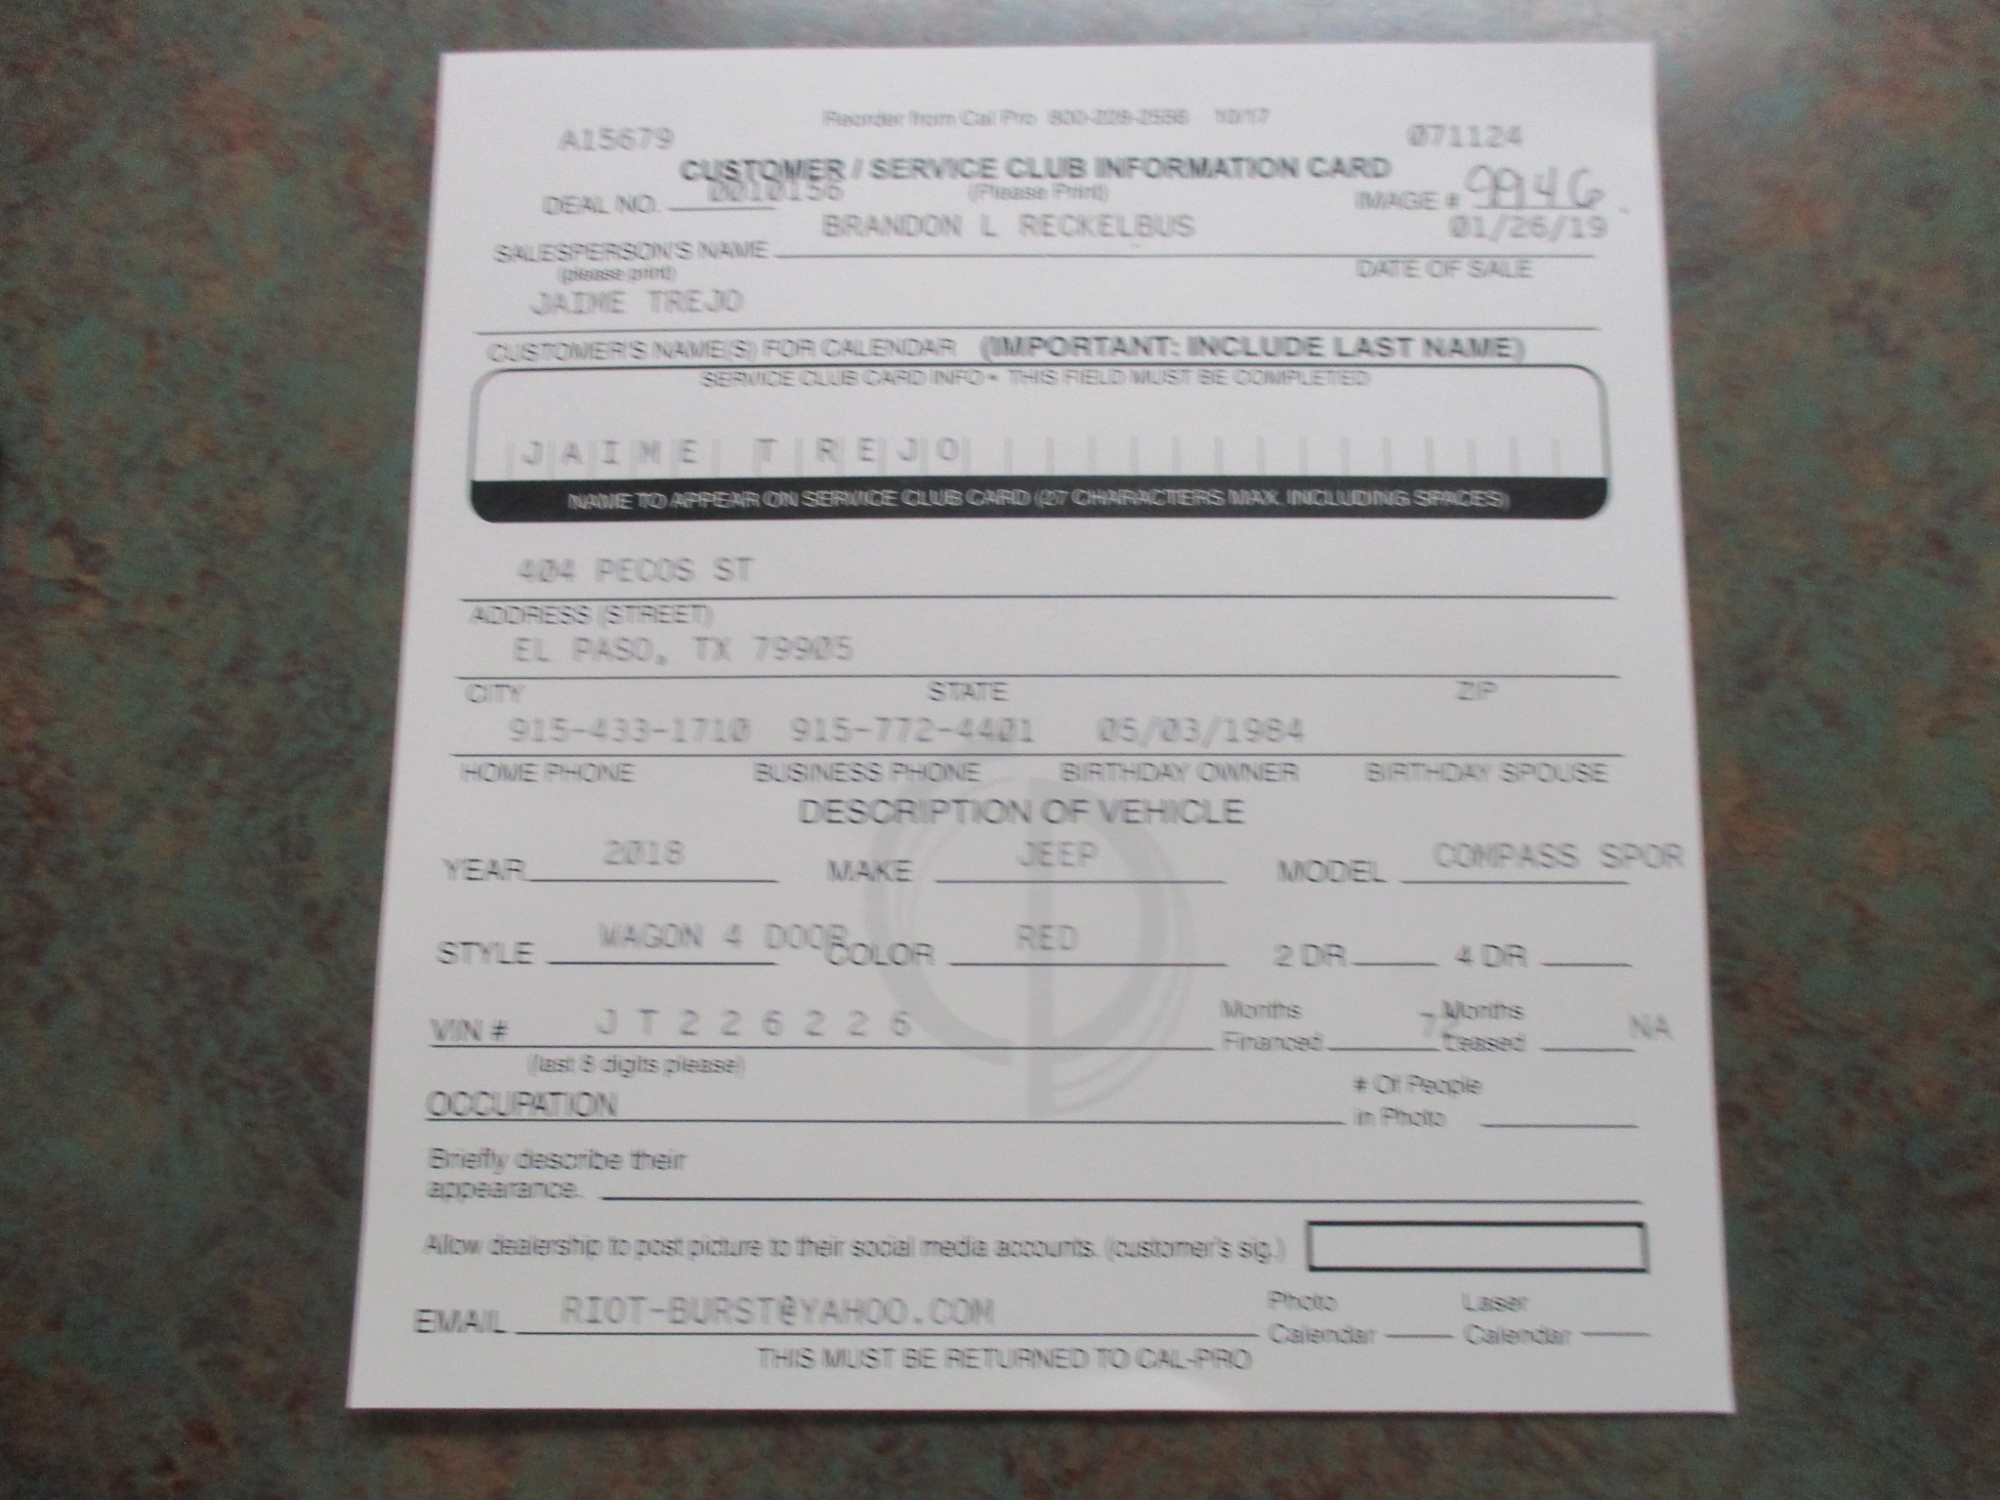 Reorder from Cal Pro 800-228-2556 10/17
A15679 071124
CUSTOMER / SERVICE CLUB INFORMATION CARD
DEAL NO. 0010156 (Please Print) IMAGE # 9946
BRANDON L RECKELBUS 01/26/19
SALESPERSON'S NAME DATE OF SALE
(please print)
JAIME TREJO
CUSTOMER'S NAME(S) FOR CALENDAR (IMPORTANT: INCLUDE LAST NAME)
SERVICE CLUB CARD INFO - THIS FIELD MUST BE COMPLETED
JAIME TREJO
NAME TO APPEAR ON SERVICE CLUB CARD (27 CHARACTERS MAX. INCLUDING SPACES)
404 PECOS ST
ADDRESS (STREET)
EL PASO, TX 79905
CITY STATE ZIP
915-433-1710 915-772-4401 05/03/1984
HOME PHONE BUSINESS PHONE BIRTHDAY OWNER BIRTHDAY SPOUSE
DESCRIPTION OF VEHICLE
YEAR 2018 MAKE JEEP MODEL COMPASS SPOR
STYLE WAGON 4 DOOR COLOR RED 2 DR 4 DR
VIN # JT226226 Months Financed 72 Months Leased NA
(last 8 digits please)
OCCUPATION # Of People in Photo
Briefly describe their
appearance.
Allow dealership to post picture to their social media accounts. (customer's sig.)
EMAIL RIOT-BURST@YAHOO.COM Photo Calendar Laser Calendar
THIS MUST BE RETURNED TO CAL-PRO